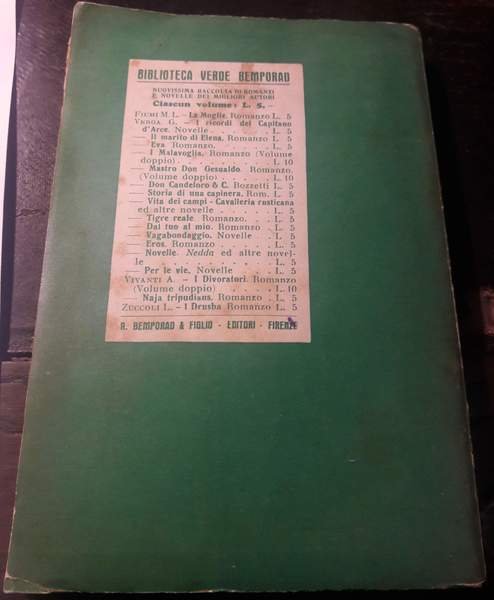 BIBLIOTECA VERDE BEMPORAD
NUOVISSIMA RACCOLTA DI ROMANZI
E NOVELLE DEI MIGLIORI AUTORI
Ciascun volume: L. 5.-
FIUMI M. L. - La Moglie. Romanzo L. 5
VERGA G. - I ricordi del Capitano
d'Arce. Novelle . . . . . . L. 5
— Il marito di Elena. Romanzo L. 5
— Eva. Romanzo. . . . . . L. 5
— I Malavoglia. Romanzo (Volume
doppio) . . . . . . . . L. 10
— Mastro Don Gesualdo. Romanzo.
(Volume doppio) . . . . . L. 10
— Don Candeloro & C. Bozzetti L. 5
— Storia di una capinera. Rom. L. 5
— Vita dei campi - Cavalleria rusticana
ed altre novelle . . . . . L. 5
— Tigre reale. Romanzo. . . L. 5
— Dal tuo al mio. Romanzo . L. 5
— Vagabondaggio. Novelle . L. 5
— Eros. Romanzo . . . . . L. 5
— Novelle. Nedda ed altre novel-
le . . . . . . . . . . L. 5
— Per le vie. Novelle . . . L. 5
VIVANTI A. - I Divoratori. Romanzo
(Volume doppio) . . . . . L. 10
— Naja tripudians. Romanzo . L. 5
ZUCCOLI L. - I Drusba Romanzo L. 5
R. BEMPORAD & FIGLIO - EDITORI - FIRENZE